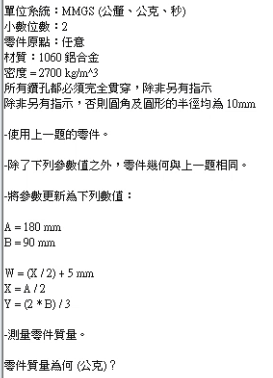 單位系統：MMGS (公釐、公克、秒)
小數位數：2
零件原點：任意
材質：1060 鋁合金
密度 = 2700 kg/m^3
所有鑽孔都必須完全貫穿，除非另有指示
除非另有指示，否則圓角及圓形的半徑均為 10mm
-使用上一題的零件。
-除了下列參數值之外，零件幾何與上一題相同。
-將參數更新為下列數值：
A = 180 mm
B = 90 mm
W = (X / 2) + 5 mm
X = A / 2
Y = (2 * B) / 3
-測量零件質量。
零件質量為何 (公克)？